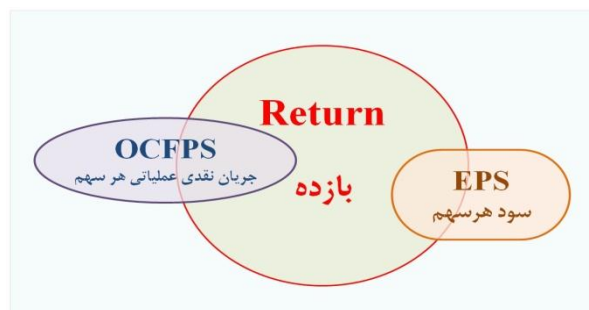 Return
بازده
OCFPS
جریان نقدی عملیاتی هر سهم
EPS
سود هرسهم